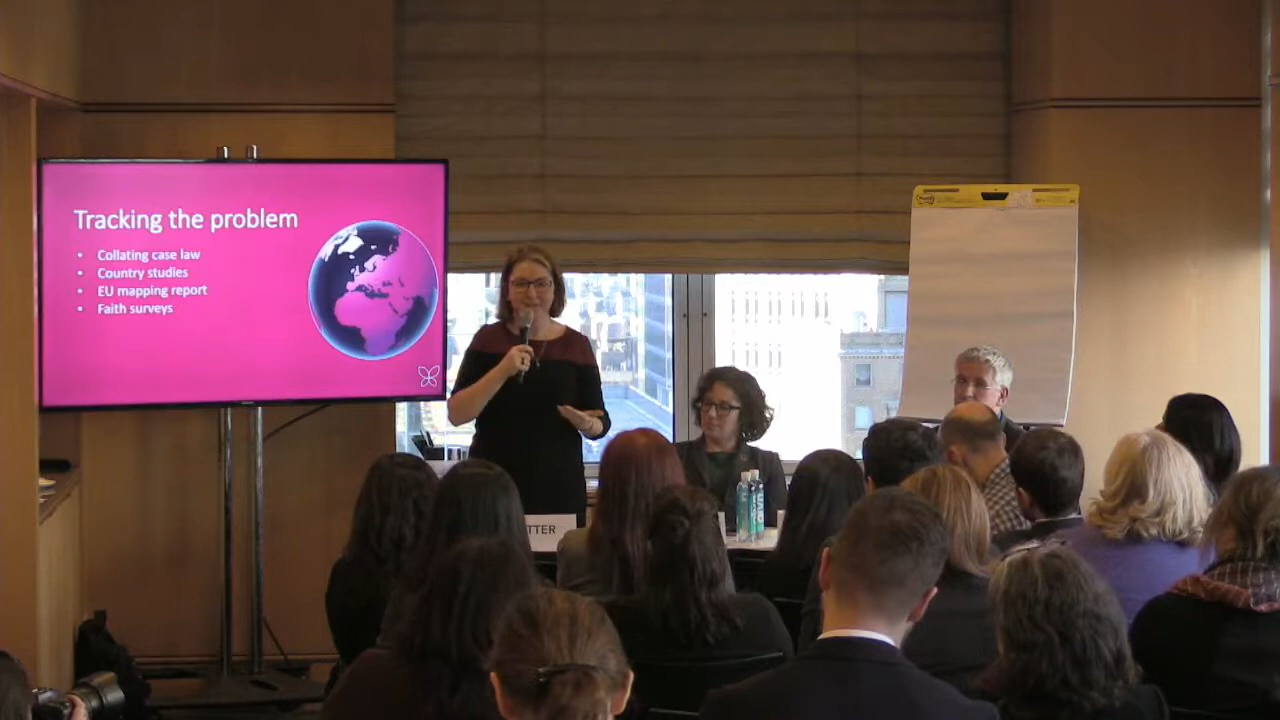 Tracking the problem
• Collating case law
• Country studies
• EU mapping report
• Faith surveys
TTER